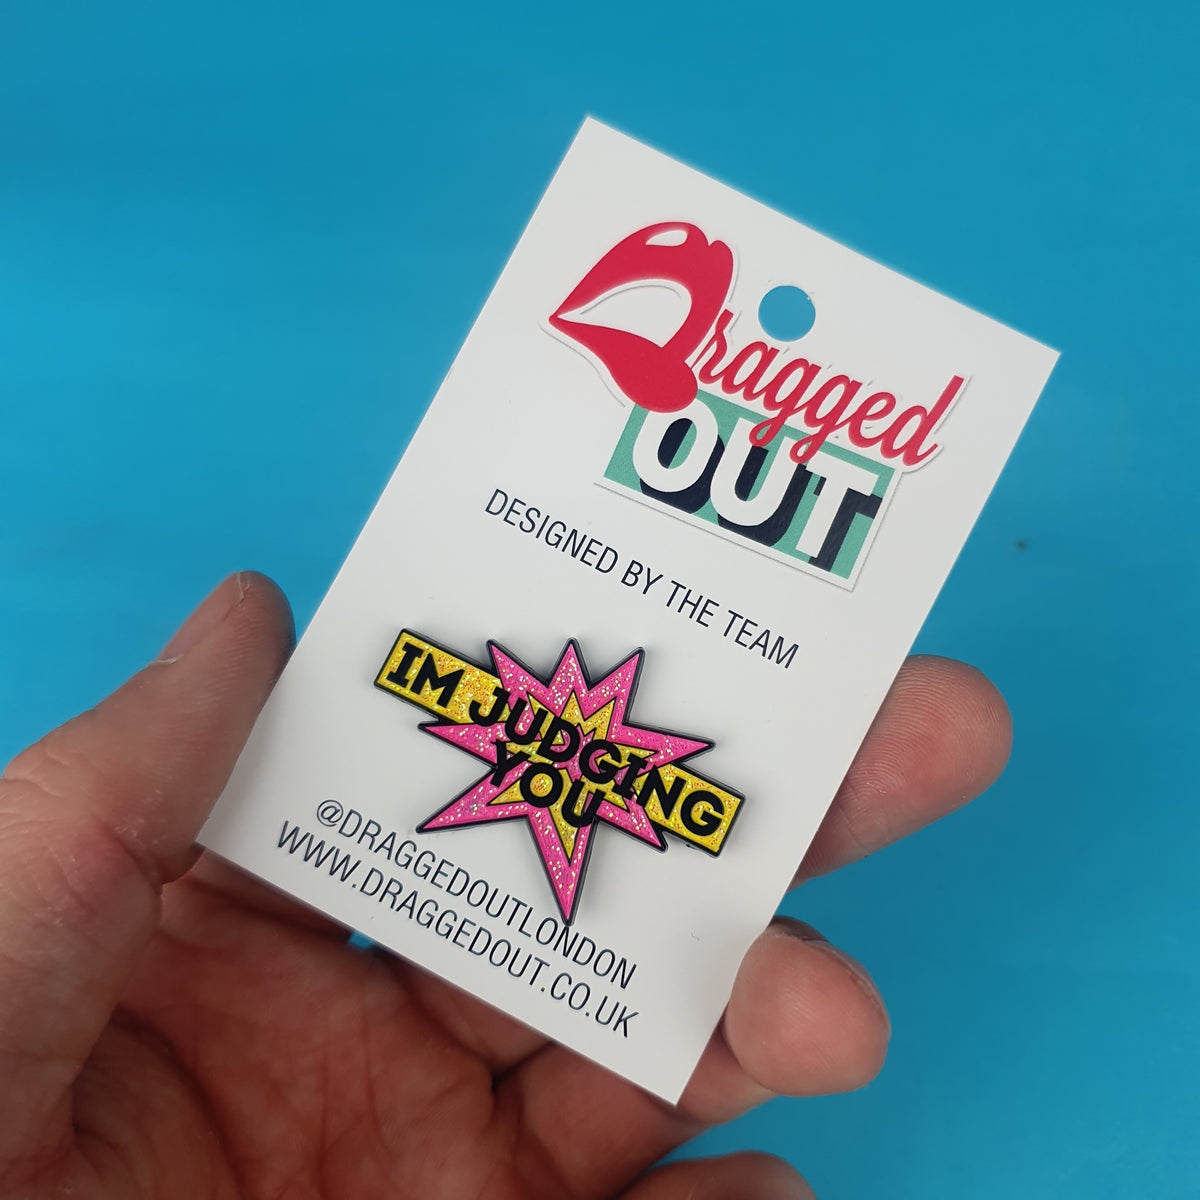 Dragged
OUT
DESIGNED BY THE TEAM
IM JUDGING
YOU
@DRAGGEDOUTLONDON
WWW.DRAGGEDOUT.CO.UK